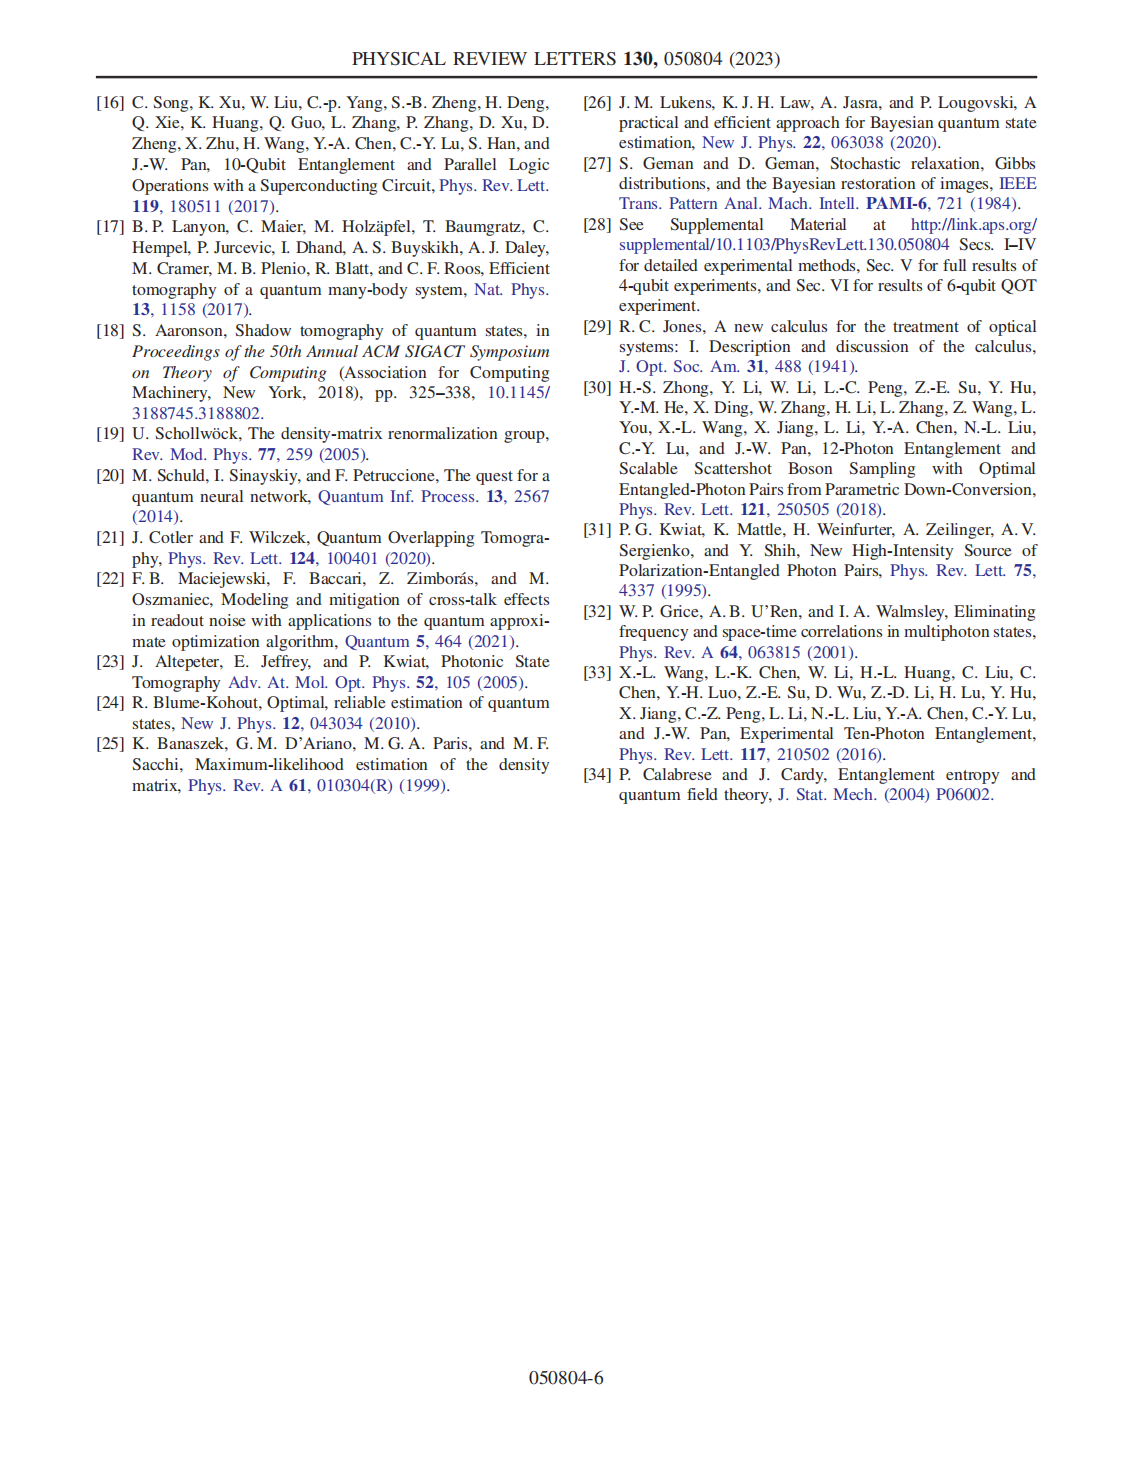 PHYSICAL REVIEW LETTERS 130, 050804 (2023)
[16] C. Song, K. Xu, W. Liu, C.-p. Yang, S.-B. Zheng, H. Deng,
Q. Xie, K. Huang, Q. Guo, L. Zhang, P. Zhang, D. Xu, D.
Zheng, X. Zhu, H. Wang, Y.-A. Chen, C.-Y. Lu, S. Han, and
J.-W. Pan, 10-Qubit Entanglement and Parallel Logic
Operations with a Superconducting Circuit, Phys. Rev. Lett.
119, 180511 (2017).
[17] B. P. Lanyon, C. Maier, M. Holzäpfel, T. Baumgratz, C.
Hempel, P. Jurcevic, I. Dhand, A. S. Buyskikh, A. J. Daley,
M. Cramer, M. B. Plenio, R. Blatt, and C. F. Roos, Efficient
tomography of a quantum many-body system, Nat. Phys.
13, 1158 (2017).
[18] S. Aaronson, Shadow tomography of quantum states, in
Proceedings of the 50th Annual ACM SIGACT Symposium
on Theory of Computing (Association for Computing
Machinery, New York, 2018), pp. 325–338, 10.1145/
3188745.3188802.
[19] U. Schollwöck, The density-matrix renormalization group,
Rev. Mod. Phys. 77, 259 (2005).
[20] M. Schuld, I. Sinayskiy, and F. Petruccione, The quest for a
quantum neural network, Quantum Inf. Process. 13, 2567
(2014).
[21] J. Cotler and F. Wilczek, Quantum Overlapping Tomogra-
phy, Phys. Rev. Lett. 124, 100401 (2020).
[22] F. B. Maciejewski, F. Baccari, Z. Zimborás, and M.
Oszmaniec, Modeling and mitigation of cross-talk effects
in readout noise with applications to the quantum approxi-
mate optimization algorithm, Quantum 5, 464 (2021).
[23] J. Altepeter, E. Jeffrey, and P. Kwiat, Photonic State
Tomography Adv. At. Mol. Opt. Phys. 52, 105 (2005).
[24] R. Blume-Kohout, Optimal, reliable estimation of quantum
states, New J. Phys. 12, 043034 (2010).
[25] K. Banaszek, G. M. D'Ariano, M. G. A. Paris, and M. F.
Sacchi, Maximum-likelihood estimation of the density
matrix, Phys. Rev. A 61, 010304(R) (1999).
[26] J. M. Lukens, K. J. H. Law, A. Jasra, and P. Lougovski, A
practical and efficient approach for Bayesian quantum state
estimation, New J. Phys. 22, 063038 (2020).
[27] S. Geman and D. Geman, Stochastic relaxation, Gibbs
distributions, and the Bayesian restoration of images, IEEE
Trans. Pattern Anal. Mach. Intell. PAMI-6, 721 (1984).
[28] See Supplemental Material at http://link.aps.org/
supplemental/10.1103/PhysRevLett.130.050804 Secs. I–IV
for detailed experimental methods, Sec. V for full results of
4-qubit experiments, and Sec. VI for results of 6-qubit QOT
experiment.
[29] R. C. Jones, A new calculus for the treatment of optical
systems: I. Description and discussion of the calculus,
J. Opt. Soc. Am. 31, 488 (1941).
[30] H.-S. Zhong, Y. Li, W. Li, L.-C. Peng, Z.-E. Su, Y. Hu,
Y.-M. He, X. Ding, W. Zhang, H. Li, L. Zhang, Z. Wang, L.
You, X.-L. Wang, X. Jiang, L. Li, Y.-A. Chen, N.-L. Liu,
C.-Y. Lu, and J.-W. Pan, 12-Photon Entanglement and
Scalable Scattershot Boson Sampling with Optimal
Entangled-Photon Pairs from Parametric Down-Conversion,
Phys. Rev. Lett. 121, 250505 (2018).
[31] P. G. Kwiat, K. Mattle, H. Weinfurter, A. Zeilinger, A. V.
Sergienko, and Y. Shih, New High-Intensity Source of
Polarization-Entangled Photon Pairs, Phys. Rev. Lett. 75,
4337 (1995).
[32] W. P. Grice, A. B. U'Ren, and I. A. Walmsley, Eliminating
frequency and space-time correlations in multiphoton states,
Phys. Rev. A 64, 063815 (2001).
[33] X.-L. Wang, L.-K. Chen, W. Li, H.-L. Huang, C. Liu, C.
Chen, Y.-H. Luo, Z.-E. Su, D. Wu, Z.-D. Li, H. Lu, Y. Hu,
X. Jiang, C.-Z. Peng, L. Li, N.-L. Liu, Y.-A. Chen, C.-Y. Lu,
and J.-W. Pan, Experimental Ten-Photon Entanglement,
Phys. Rev. Lett. 117, 210502 (2016).
[34] P. Calabrese and J. Cardy, Entanglement entropy and
quantum field theory, J. Stat. Mech. (2004) P06002.
050804-6